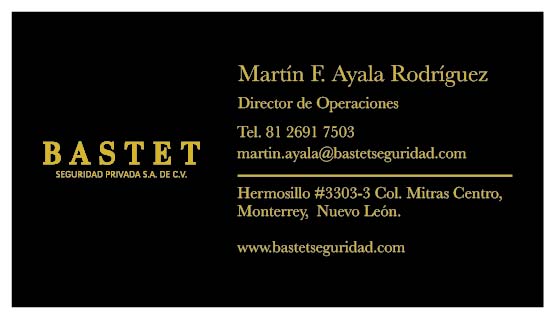 BASTET
SEGURIDAD PRIVADA S.A. DE C.V.
Martín F. Ayala Rodríguez
Director de Operaciones
Tel. 81 2691 7503
martin.ayala@bastetseguridad.com
Hermosillo #3303-3 Col. Mitras Centro,
Monterrey, Nuevo León.
www.bastetseguridad.com